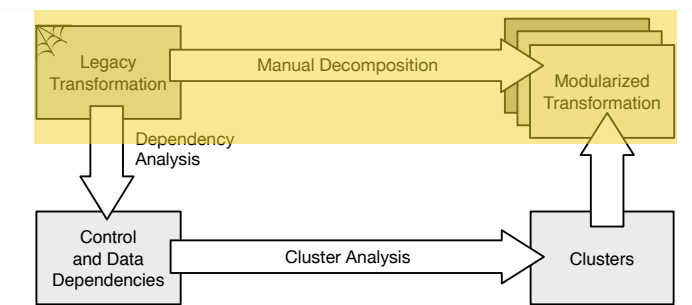 Legacy
Transformation
Manual Decomposition
Modularized
Transformation
Dependency
Analysis
Control
and Data
Dependencies
Cluster Analysis
Clusters